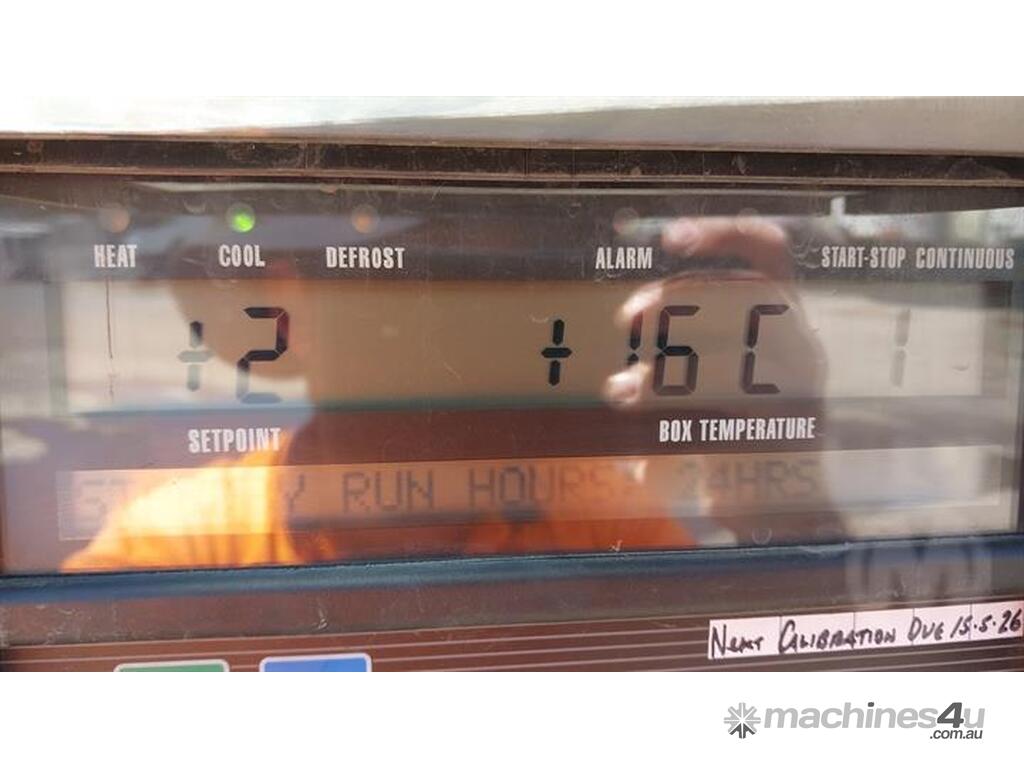 HEAT COOL DEFROST ALARM START-STOP CONTINUOUS
+2 +16C
SETPOINT BOX TEMPERATURE
RUN HOURS: 24HRS
NEXT CALIBRATION DUE 15.5.26
machines4u
.com.au